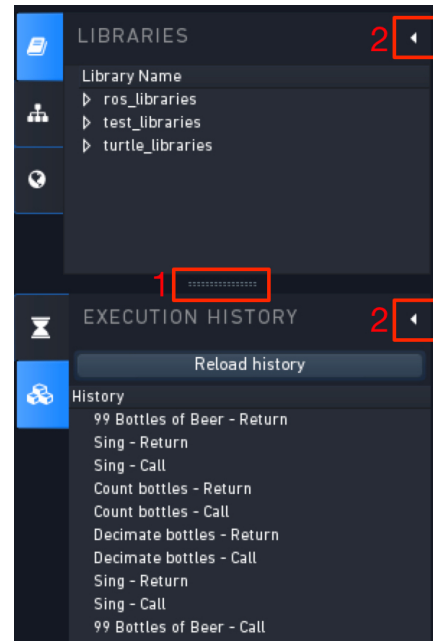 LIBRARIES
2
Library Name
ros_libraries
test_libraries
turtle_libraries
1
EXECUTION HISTORY
2
Reload history
History
99 Bottles of Beer - Return
Sing - Return
Sing - Call
Count bottles - Return
Count bottles - Call
Decimate bottles - Return
Decimate bottles - Call
Sing - Return
Sing - Call
99 Bottles of Beer - Call